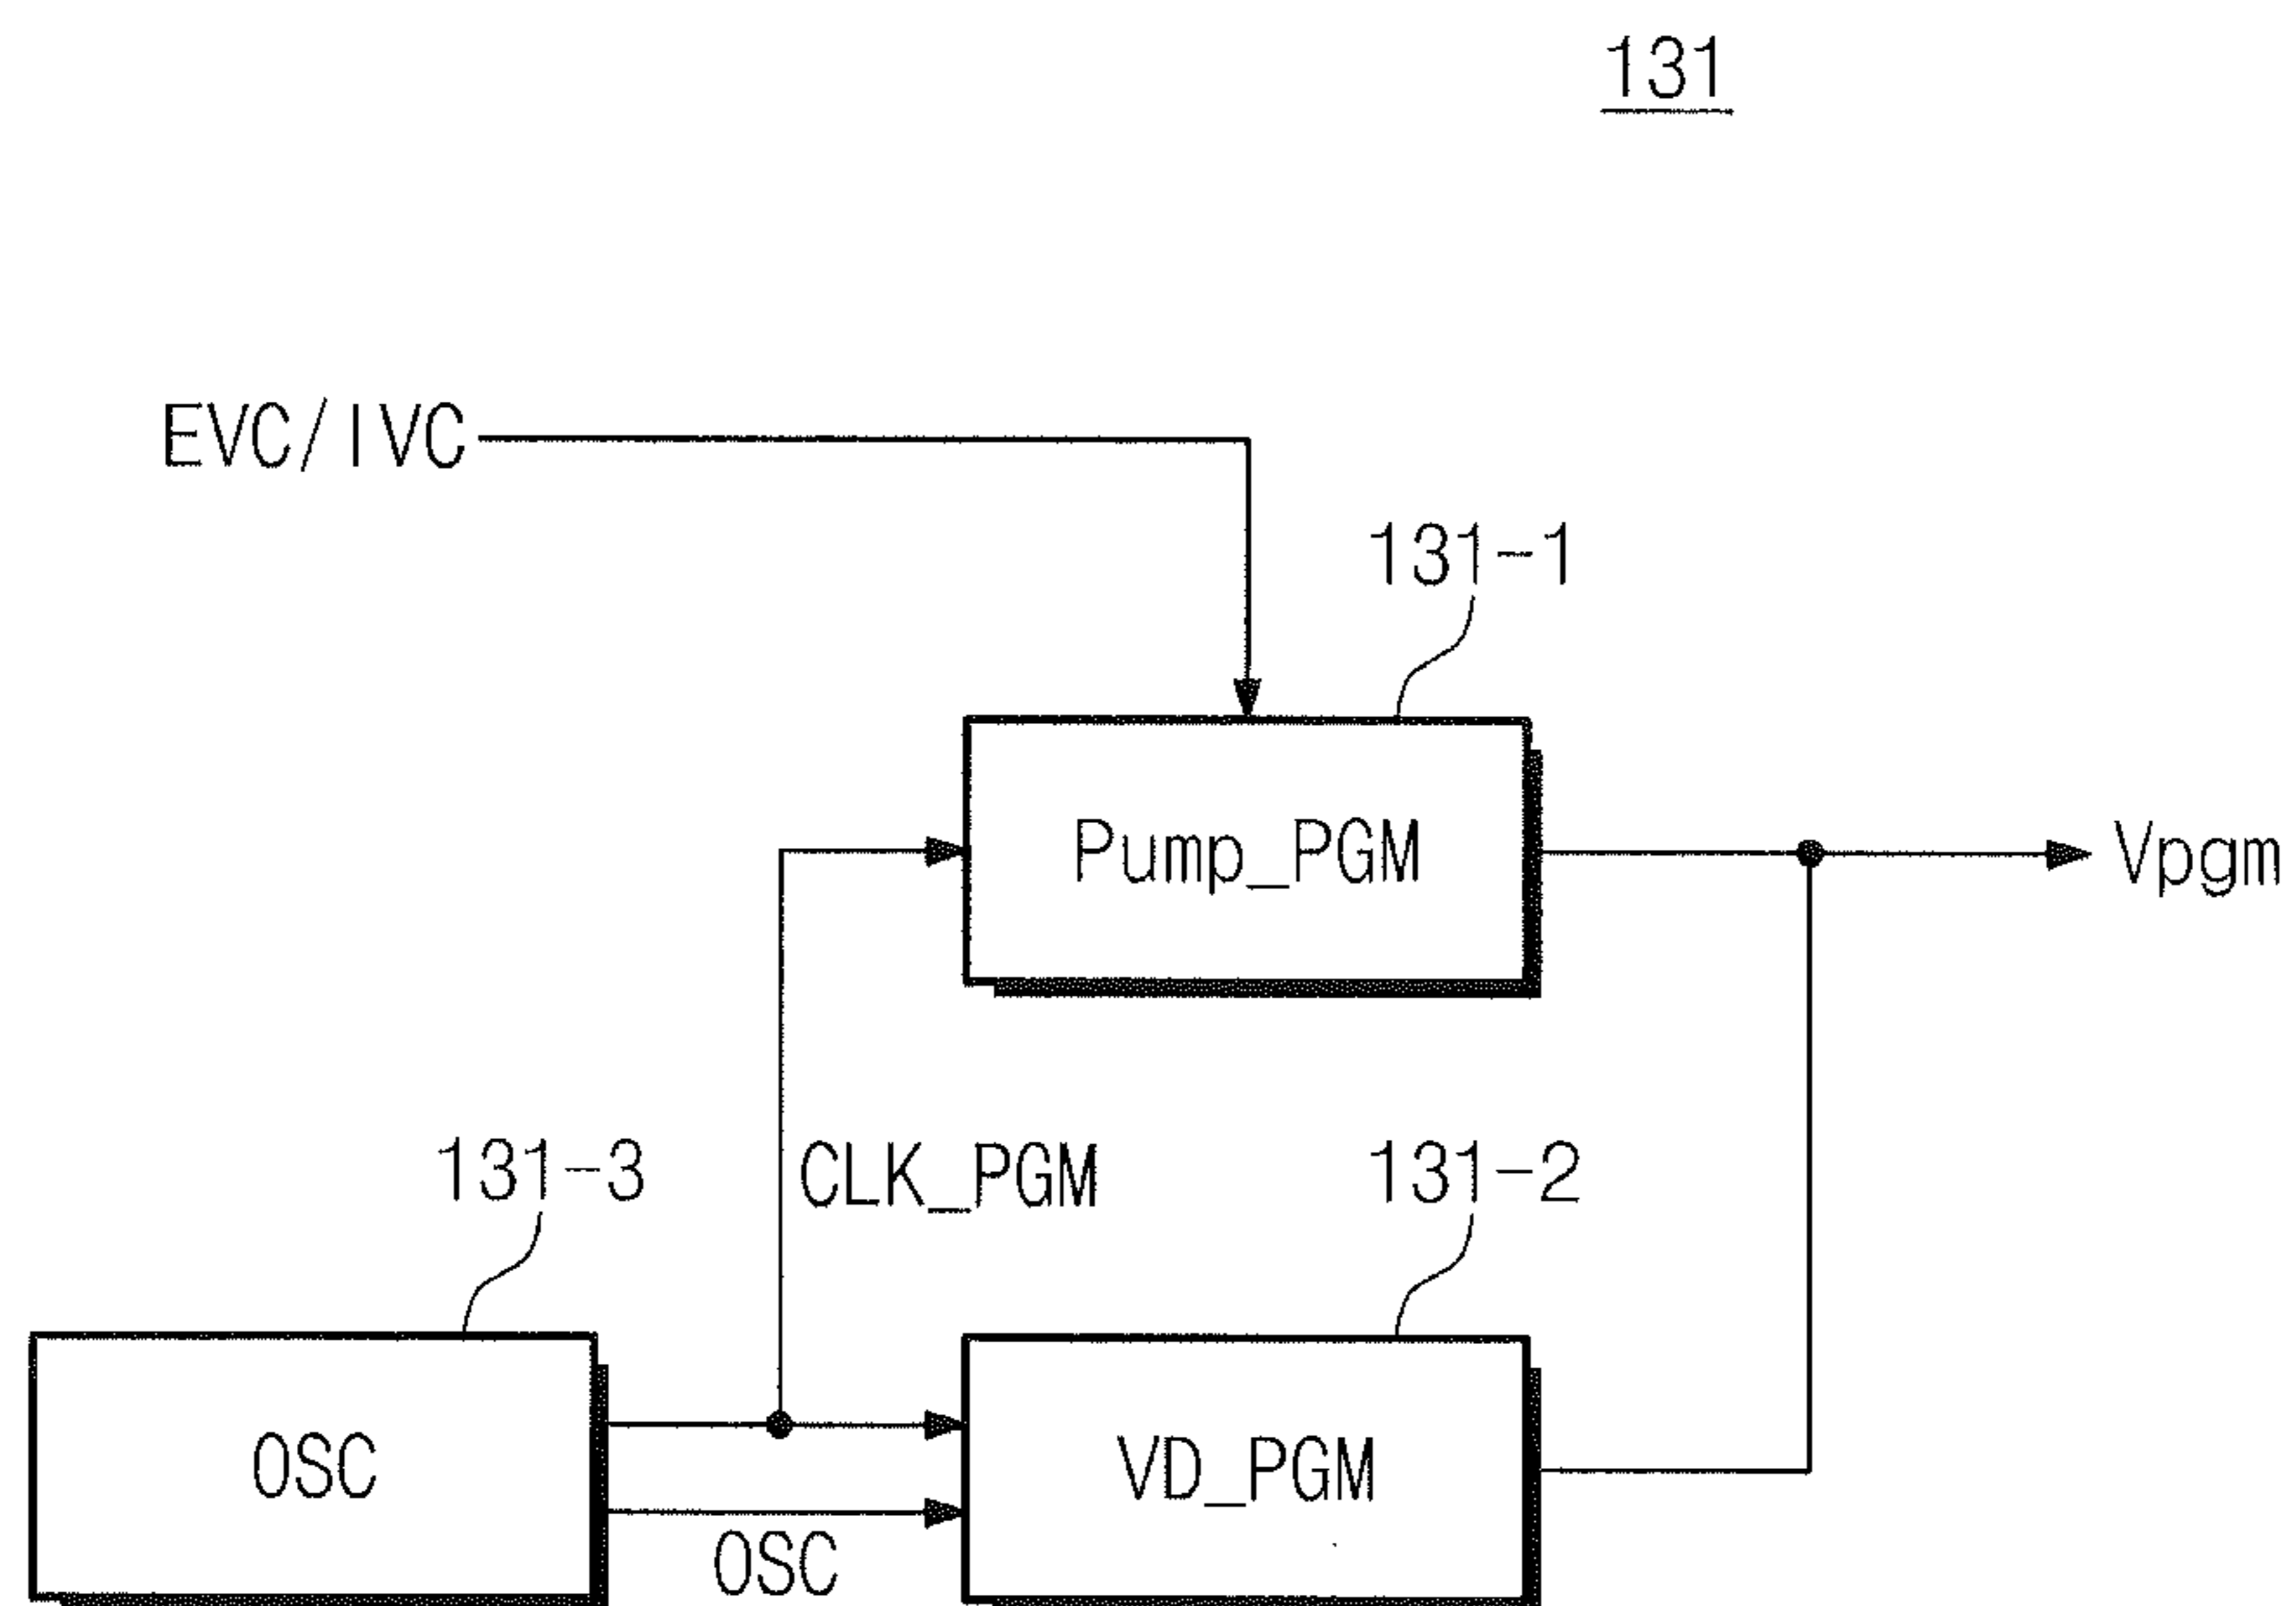 131
EVC/IVC
131-1
Pump_PGM
Vpgm
131-3
CLK_PGM
131-2
OSC
VD_PGM
OSC